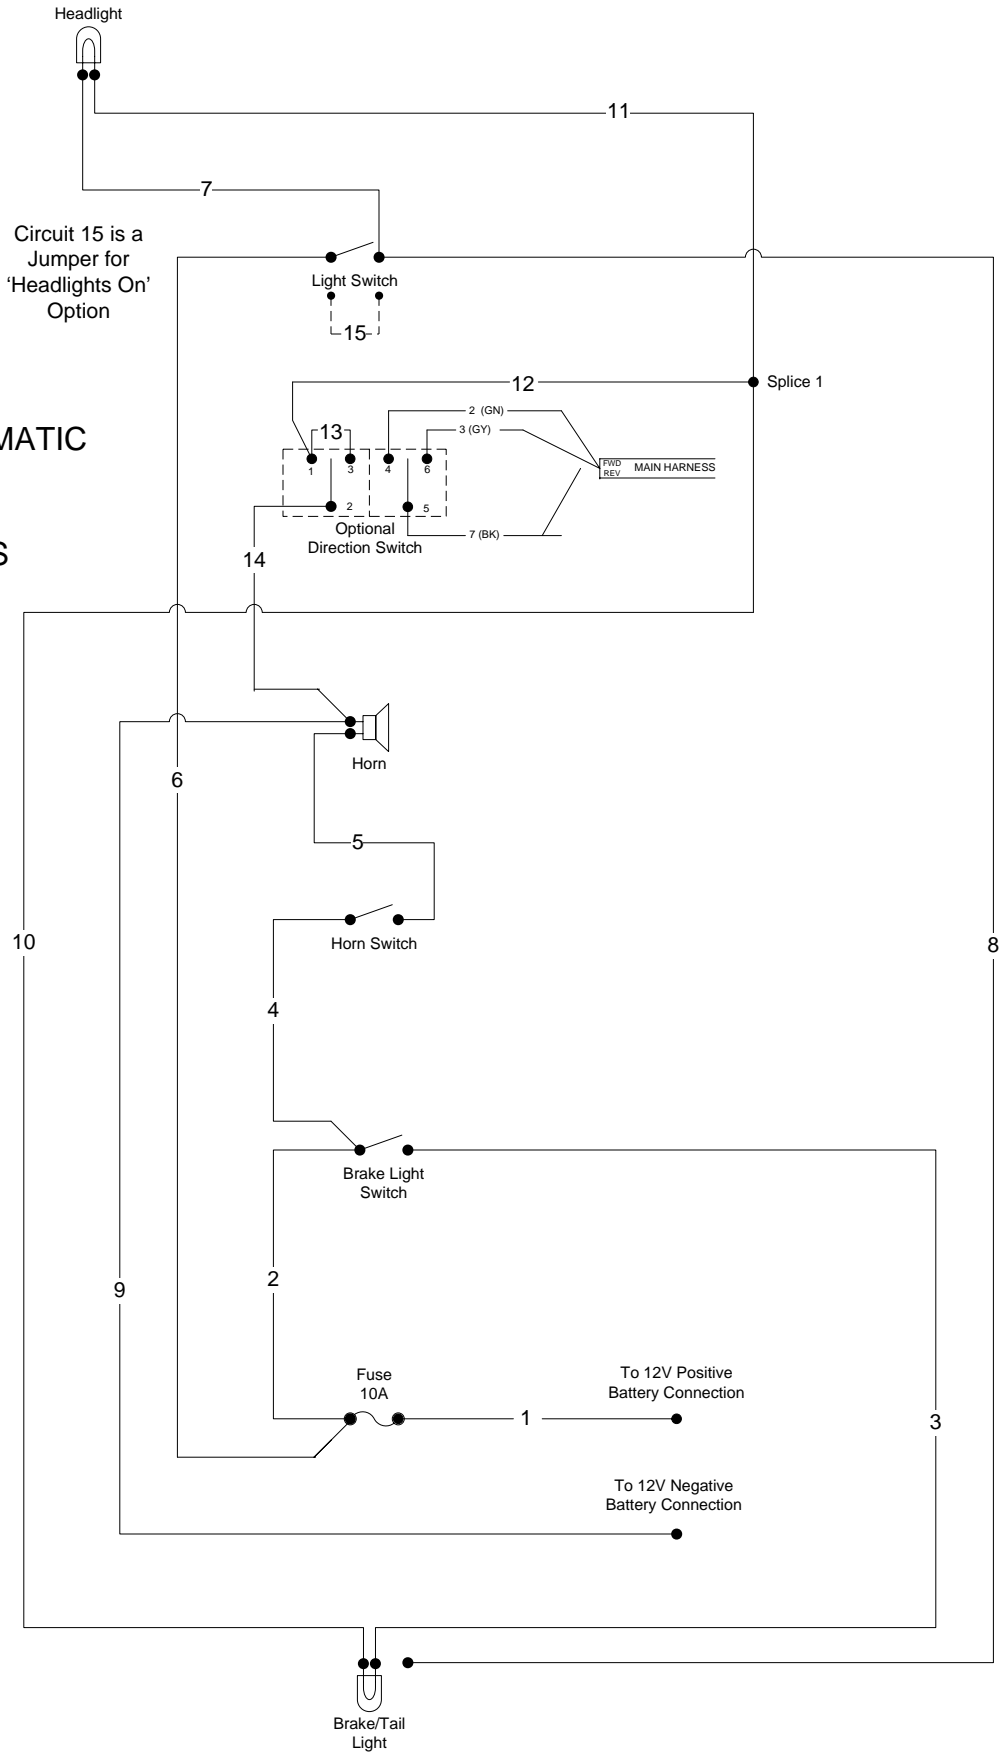 Headlight
11
7
Circuit 15 is a
Jumper for
‘Headlights On’
Option
Light Switch
15
12
Splice 1
MATIC
2 (GN)
13
3 (GY)
1
3
4
6
FWD
REV
MAIN HARNESS
2
5
Optional
Direction Switch
7 (BK)
S
14
Horn
6
5
10
Horn Switch
8
4
Brake Light
Switch
2
9
Fuse
10A
To 12V Positive
Battery Connection
1
3
To 12V Negative
Battery Connection
Brake/Tail
Light